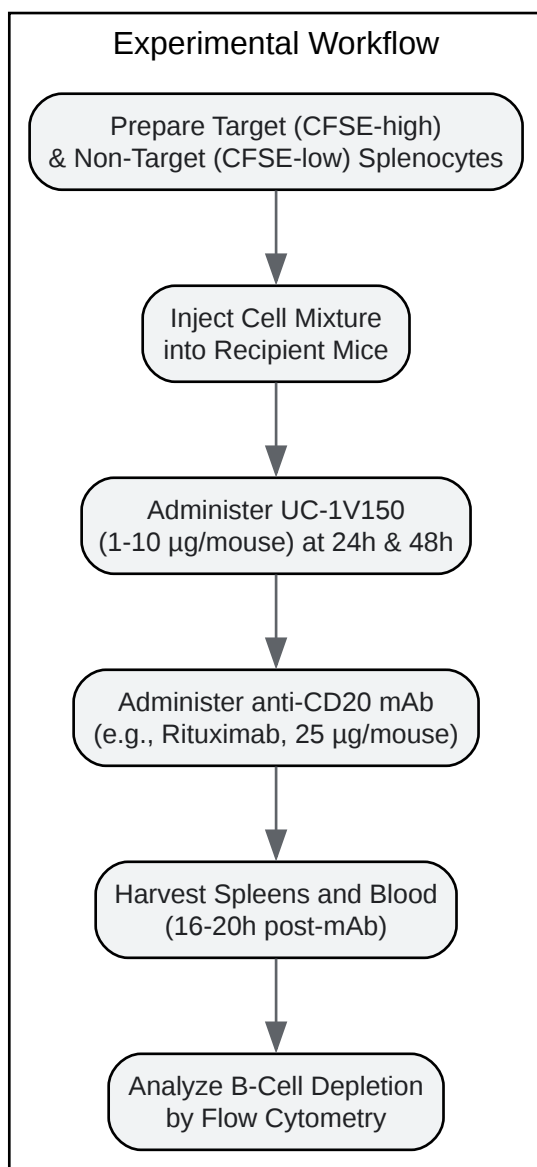 Experimental Workflow
Prepare Target (CFSE-high)
& Non-Target (CFSE-low) Splenocytes
Inject Cell Mixture
into Recipient Mice
Administer UC-1V150
(1-10 µg/mouse) at 24h & 48h
Administer anti-CD20 mAb
(e.g., Rituximab, 25 µg/mouse)
Harvest Spleens and Blood
(16-20h post-mAb)
Analyze B-Cell Depletion
by Flow Cytometry